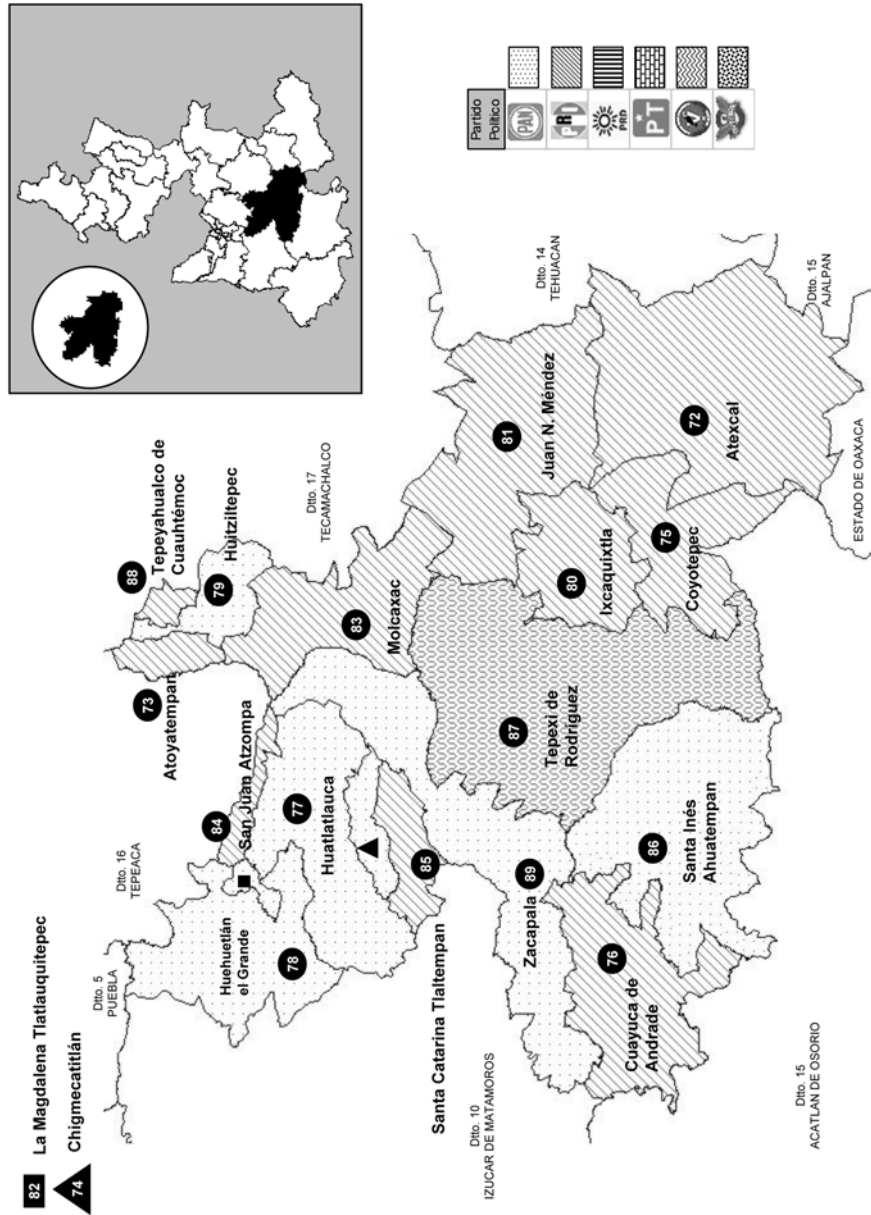 82 La Magdalena Tlatlauquitepec
74 Chigmecatitlán
Dtto. 5
PUEBLA
Dtto. 16
TEPEACA
73
Atoyatempan
88
Tepeyahualco de
Cuauhtémoc
79
Huitziltepec
84
San Juan Atzompa
Huehuetlán
el Grande
78
77
Huatlatlauca
83
Molcaxac
Dtto. 17
TECAMACHALCO
85
Santa Catarina Tlaltempan
Dtto. 10
IZUCAR DE MATAMOROS
89
Zacapala
87
Tepexi de
Rodríguez
81
Juan N. Méndez
80
Ixcaquixtla
Dtto. 14
TEHUACAN
76
Cuayuca de
Andrade
86
Santa Inés
Ahuatempan
75
Coyotepec
72
Atexcal
Dtto. 15
ACATLAN DE OSORIO
ESTADO DE OAXACA
Dtto. 15
AJALPAN
Partido
Político
PAN
PRD
PRD
PT